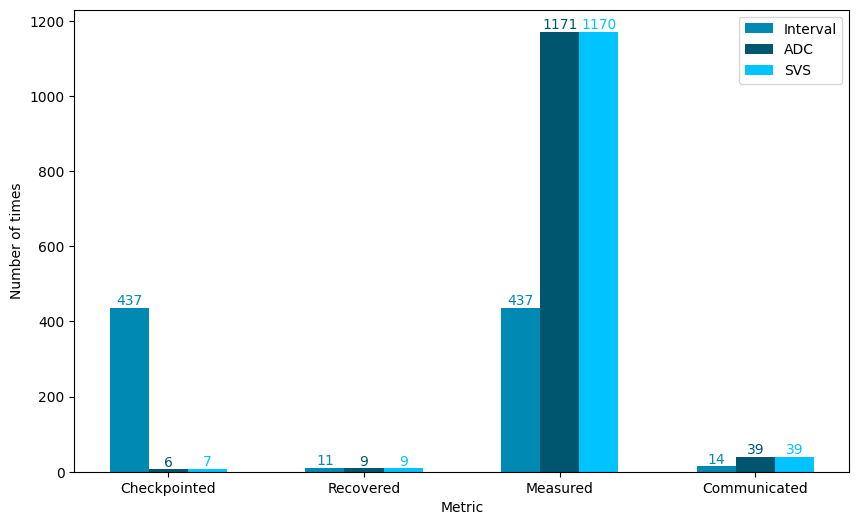 1200
1000
800
600
400
200
0
Number of times
437
6
7
11
9
9
437
1171
1170
14
39
39
Checkpointed
Recovered
Measured
Communicated
Metric
Interval
ADC
SVS